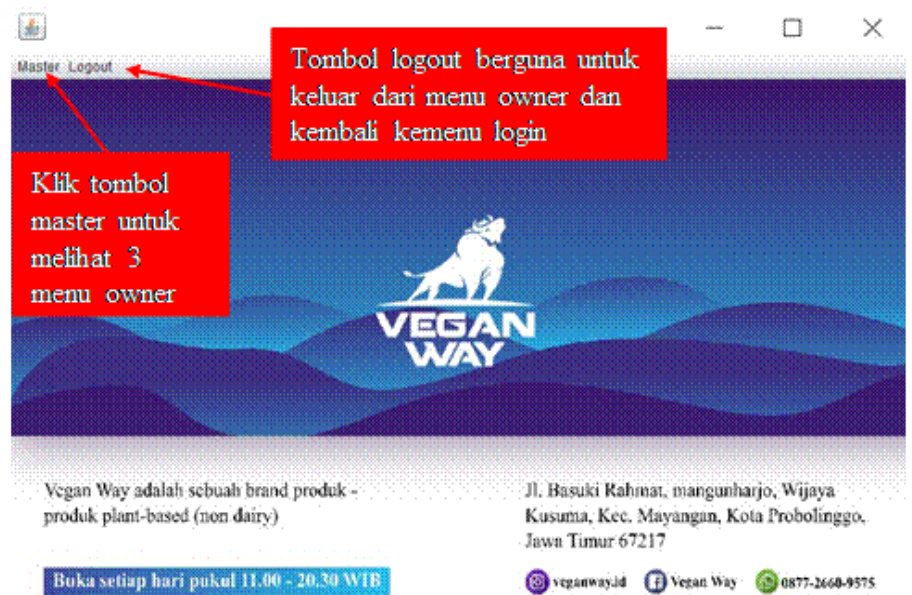 Master Logout
Tombol logout berguna untuk
keluar dari menu owner dan
kembali kemenu login
Klik tombol
master untuk
melihat 3
menu owner
VEGAN
WAY
Vegan Way adalah sebuah brand produk -
produk plant-based (non dairy)
Buka setiap hari pukul 11.00 - 20.30 WIB
Jl. Basuki Rahmat, mangunharjo, Wijaya
Kusuma, Kec. Mayangan, Kota Probolinggo,
Jawa Timur 67217
veganway.id Vegan Way 0877-2660-9575